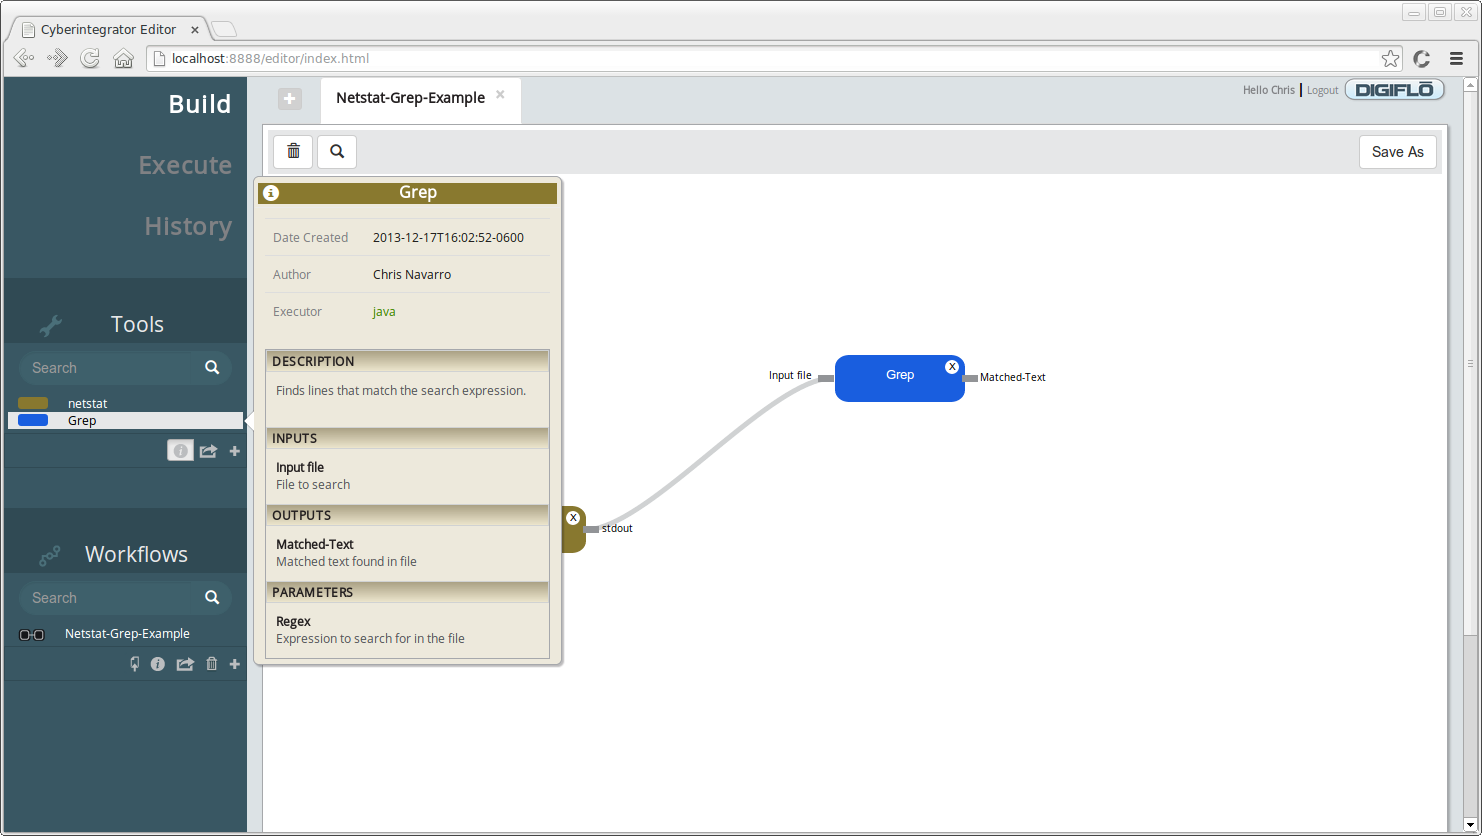 Cyberintegrator Editor
localhost:8888/editor/index.html
Build
Execute
History
Tools
Search
netstat
Grep
Workflows
Search
Netstat-Grep-Example
Netstat-Grep-Example
Hello Chris
Logout
DIGIFLŌ
Save As
Grep
Date Created 2013-12-17T16:02:52-0600
Author Chris Navarro
Executor java
DESCRIPTION
Finds lines that match the search expression.
INPUTS
Input file
File to search
OUTPUTS
Matched-Text
Matched text found in file
PARAMETERS
Regex
Expression to search for in the file
Input file
Grep
X
Matched-Text
X
stdout